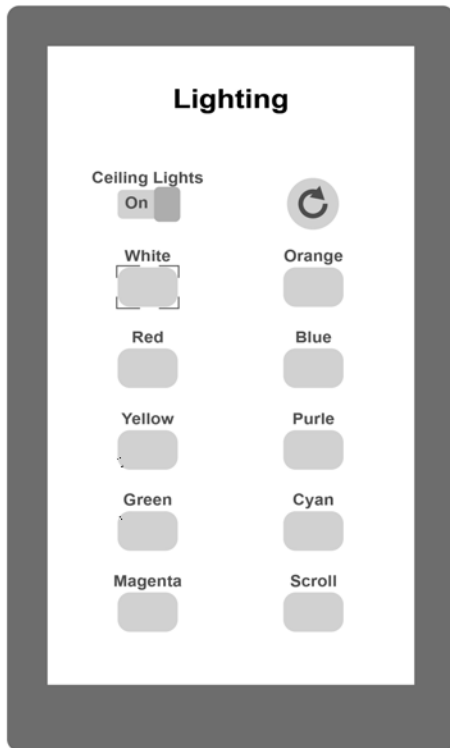 Lighting
Ceiling Lights
On
White Orange
Red Blue
Yellow Purle
Green Cyan
Magenta Scroll